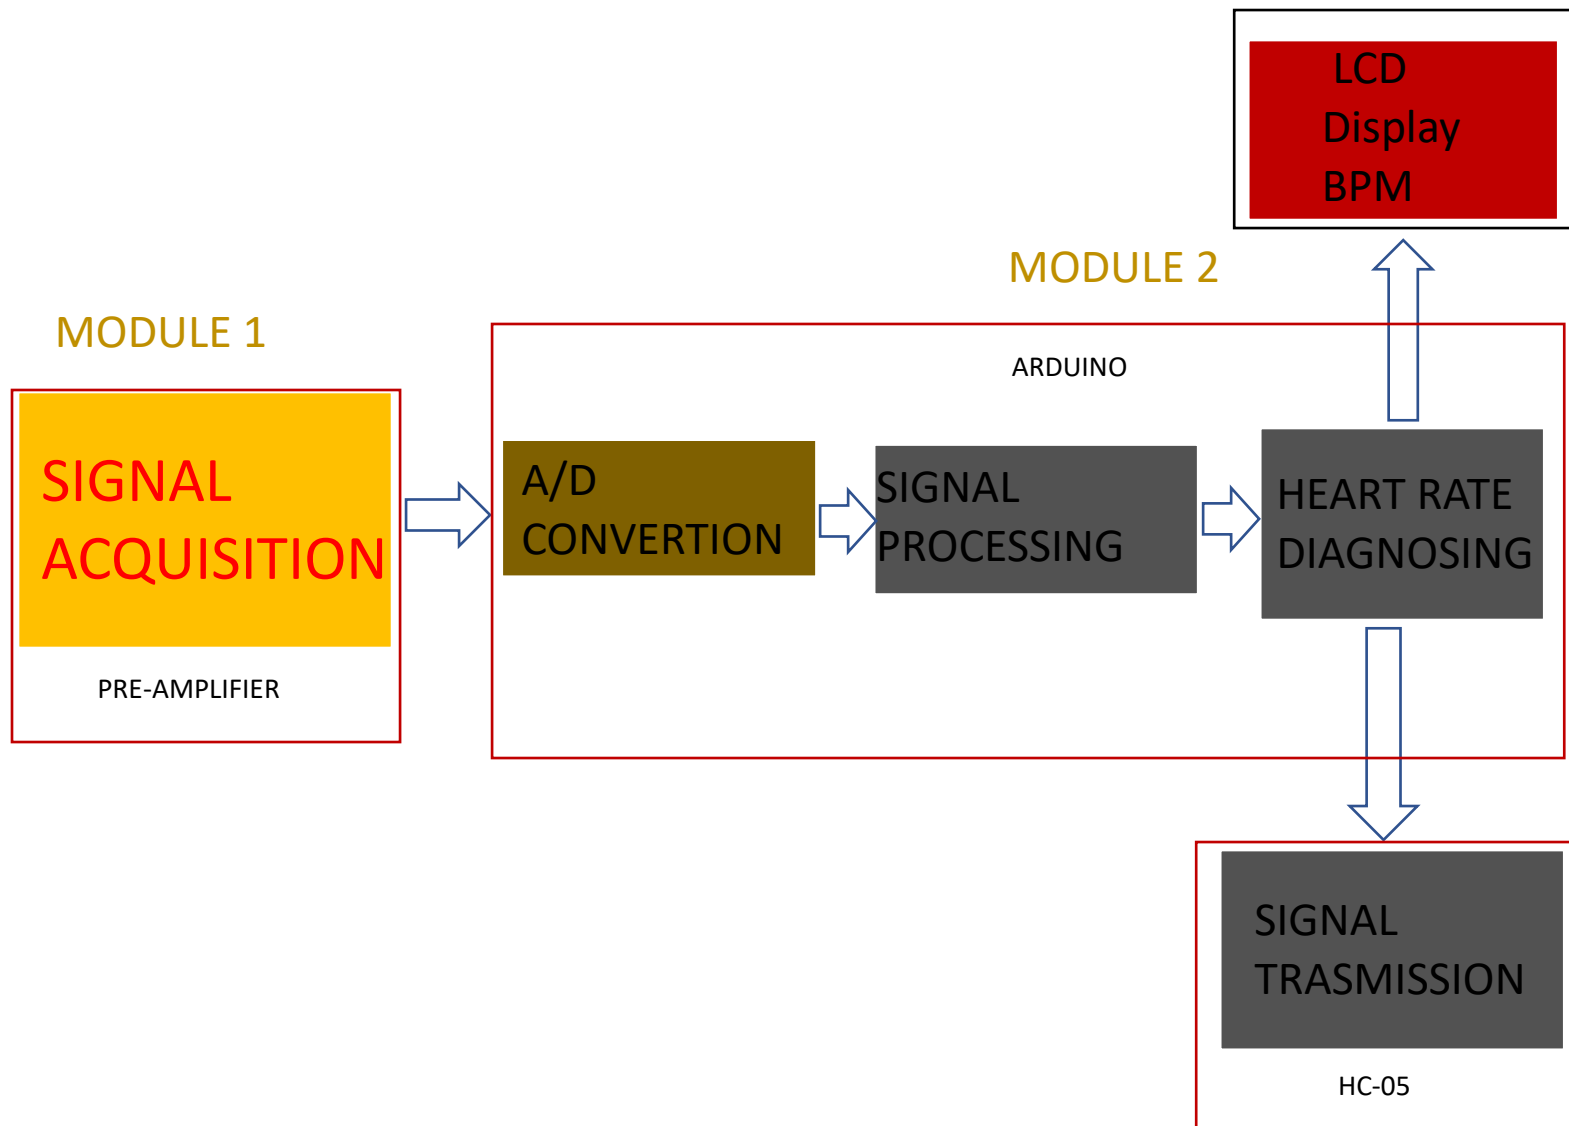 LCD
Display
BPM
MODULE 2
MODULE 1
ARDUINO
SIGNAL
ACQUISITION
PRE-AMPLIFIER
A/D
CONVERTION
SIGNAL
PROCESSING
HEART RATE
DIAGNOSING
SIGNAL
TRASMISSION
HC-05